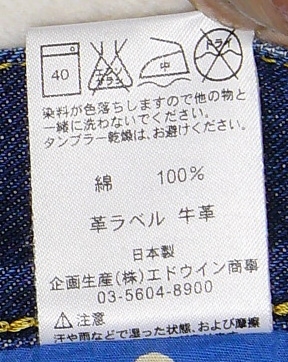 40
エンソ
サラシ
中
ドライ
染料が色落ちしますので他の物と
一緒に洗わないでください。
タンブラー乾燥は、お避けください。
綿 100%
革ラベル 牛革
日本製
企画生産(株)エドウイン商事
03-5604-8900
⚠注意
汗や雨などで湿った状態、および摩擦